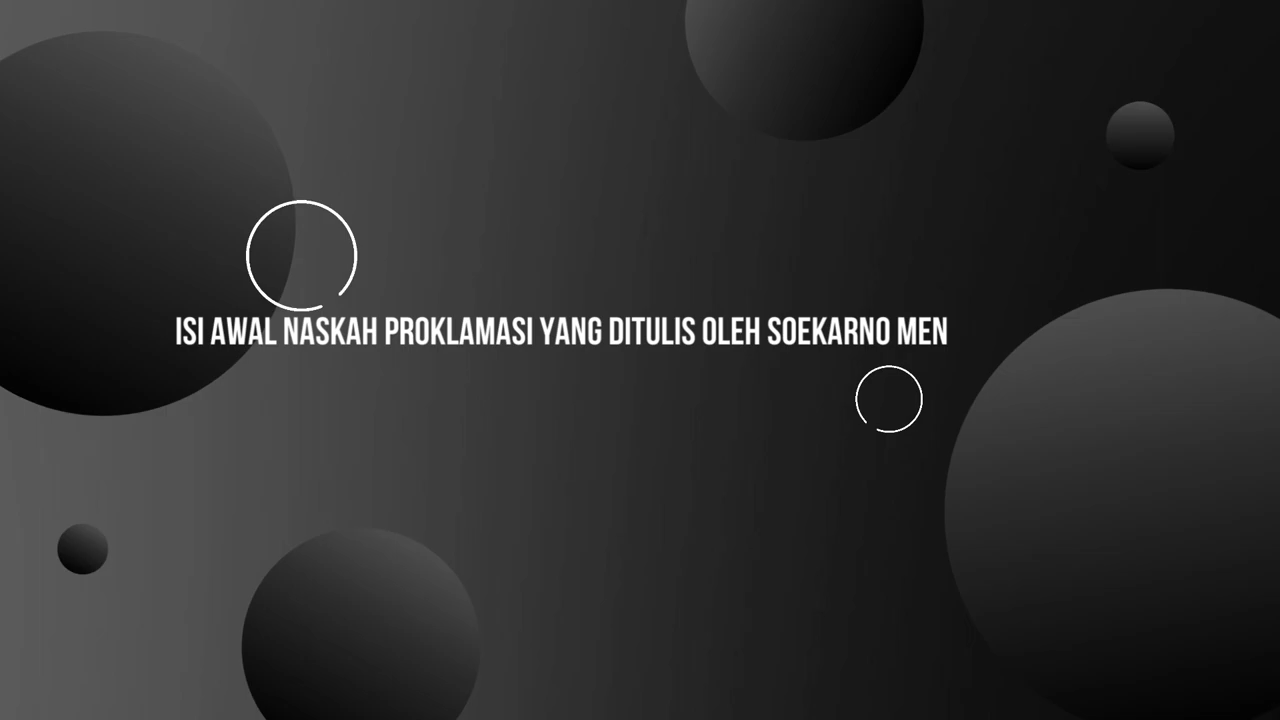 ISI AWAL NASKAH PROKLAMASI YANG DITULIS OLEH SOEKARNO MEN